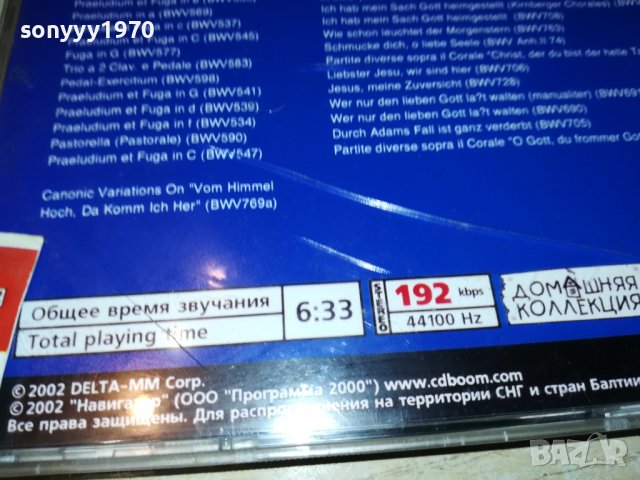 sonyyy1970
(BWV569)
Praeludium et Fuga in c (BWV537)
Praeludium et Fuga in C (BWV545)
Fuga in G (BWV577)
Trio a 2 Clav. e Pedale (BWV583)
Pedal-Exercitium (BWV598)
Praeludium et Fuga in G (BWV541)
Praeludium et Fuga in d (BWV539)
Praeludium et Fuga in f (BWV534)
Pastorella (Pastorale) (BWV590)
Praeludium et Fuga in C (BWV547)
Canonic Variations On "Vom Himmel
Hoch, Da Komm Ich Her" (BWV769a)
Ich hab mein Sach Gott heimgestellt (Kirnberger Chorales)
Ich hab mein Sach Gott heimgestellt (BWV708)
Wie schon leuchtet der Morgenstern (BWV763)
Schmucke dich, o liebe Seele (BWV Anh.II 74)
Partite diverse sopra il Corale "Christ, der du bist der helle
Liebster Jesu, wir sind hier (BWV706)
Jesus, meine Zuversicht (BWV728)
Wer nur den lieben Gott la?t walten (manualiter) (BWV691
Wer nur den lieben Gott la?t walten (BWV690)
Durch Adams Fall ist ganz verderbt (BWV705)
Partite diverse sopra il Corale "O Gott, du frommer Got
Общее время звучания
Total playing time
6:33
STEREO
192 kbps
44100 Hz
ДОМАШНЯЯ
КОЛЛЕКЦИЯ
© 2002 DELTA-MM Corp.
© 2002 "Навигатор" (ООО "Программа 2000") www.cdboom.com
Все права защищены. Для распространения на территории СНГ и стран Балтии
bazar